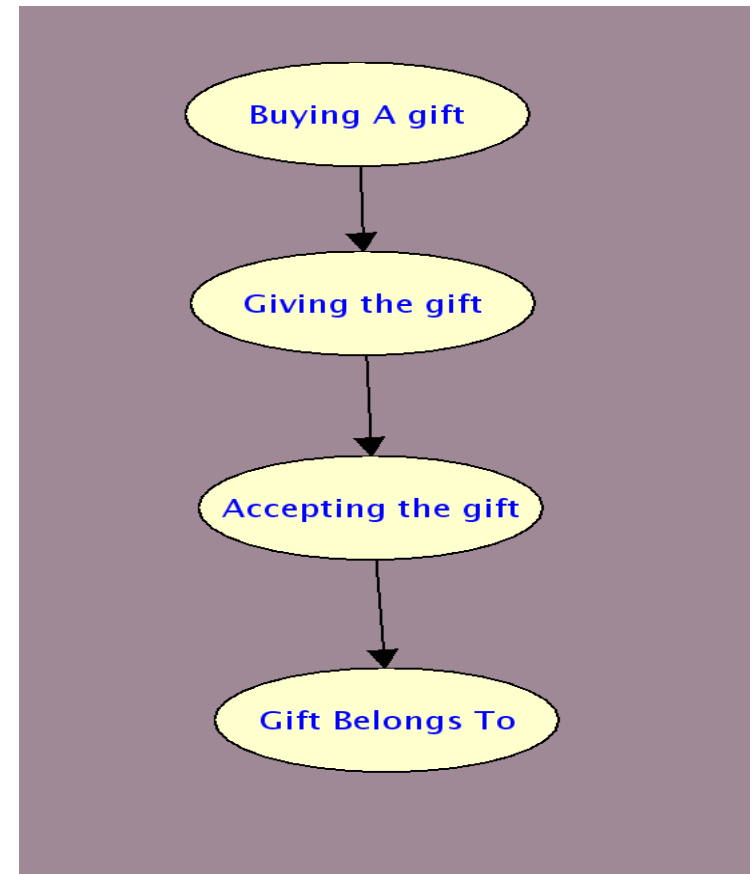 Buying A gift
Giving the gift
Accepting the gift
Gift Belongs To